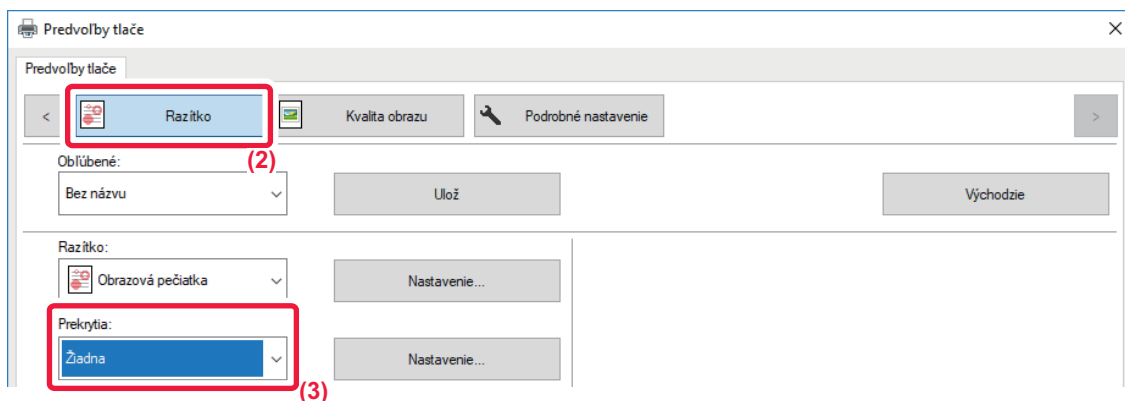 Predvoľby tlače
Predvoľby tlače
< Razítko Kvalita obrazu Podrobné nastavenie >
(2)
Obľúbené:
Bez názvu Ulož Východzie
Razítko:
Obrazová pečiatka Nastavenie...
Prekrytia:
Žiadna Nastavenie...
(3)